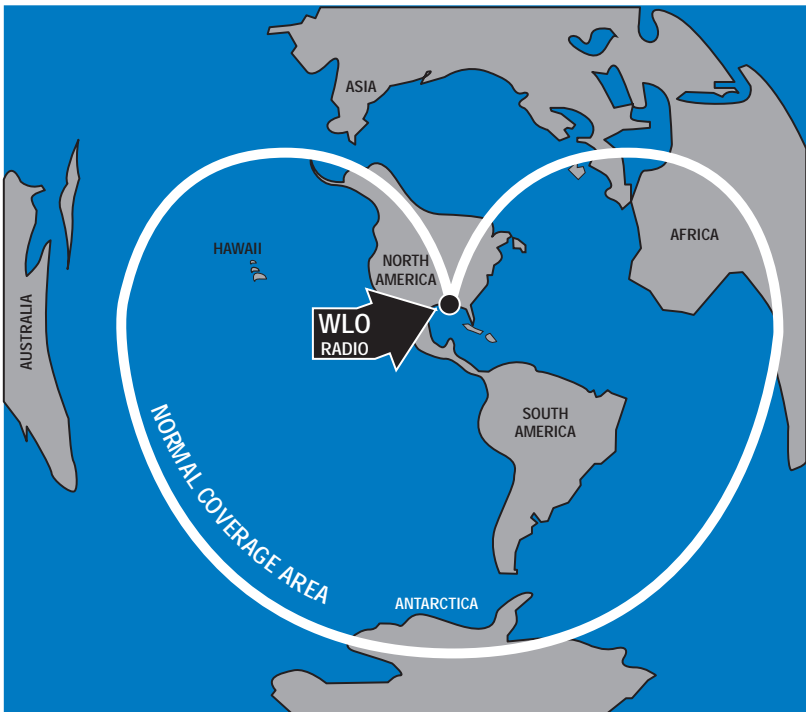 ASIA
AFRICA
HAWAII
NORTH
AMERICA
AUSTRALIA
WLO
RADIO
SOUTH
AMERICA
NORMAL COVERAGE AREA
ANTARCTICA